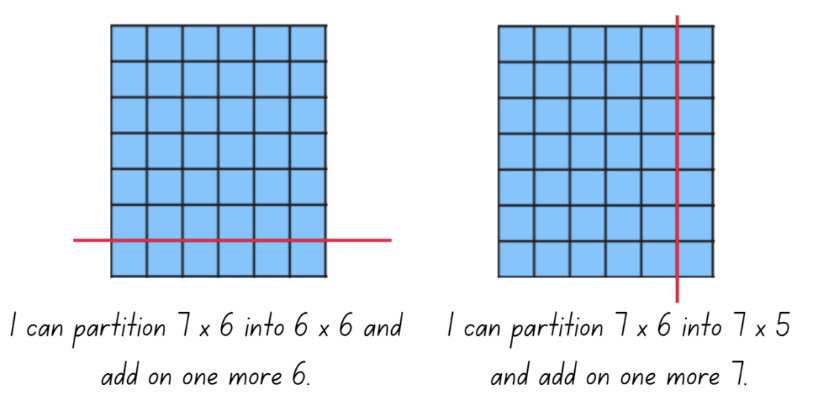 I can partition 7 x 6 into 6 x 6 and
add on one more 6.
I can partition 7 x 6 into 7 x 5
and add on one more 7.